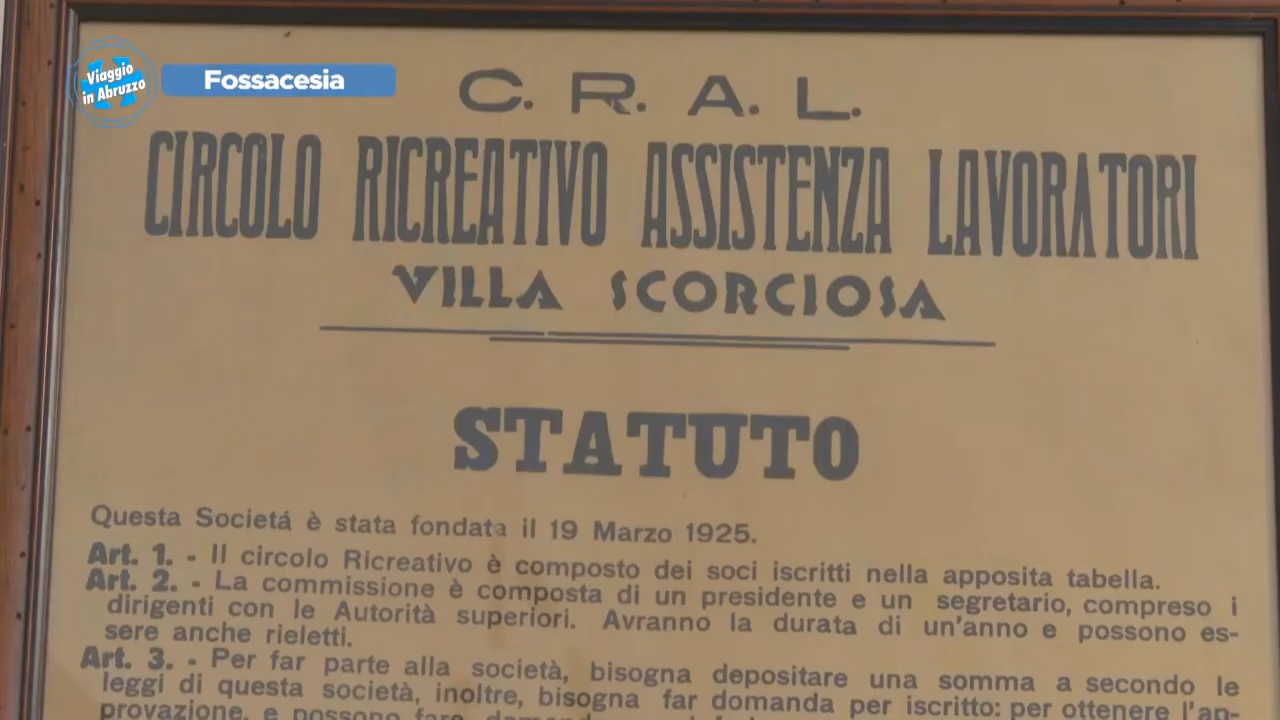 Viaggio
in Abruzzo
Fossacesia
C. R. A. L.
CIRCOLO RICREATIVO ASSISTENZA LAVORATORI
VILLA SCORCIOSA
STATUTO
Questa Societá è stata fondata il 19 Marzo 1925.
Art. 1. - Il circolo Ricreativo è composto dei soci iscritti nella apposita tabella.
Art. 2. - La commissione è composta di un presidente e un segretario, compreso i
dirigenti con le Autorità superiori. Avranno la durata di un'anno e possono es-
sere anche rieletti.
Art. 3. - Per far parte alla società, bisogna depositare una somma a secondo le
leggi di questa società, inoltre, bisogna far domanda per iscritto: per ottenere l'ap-
provazione, e possono fare